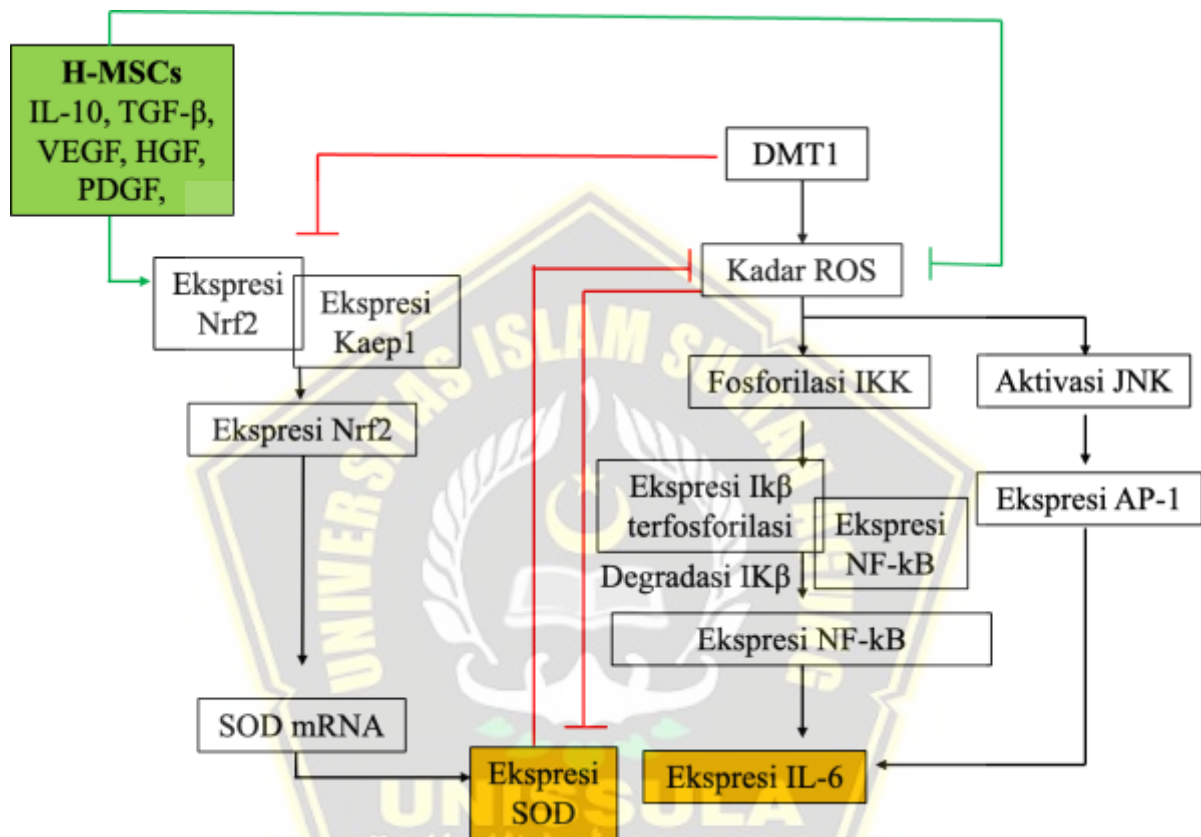 H-MSCs
IL-10, TGF-β,
VEGF, HGF,
PDGF,
DMT1
Kadar ROS
Ekspresi
Nrf2
Ekspresi
Kaep1
Fosforilasi IKK
Aktivasi JNK
Ekspresi Nrf2
Ekspresi Ikβ
terfosforilasi
Ekspresi
NF-kB
Ekspresi AP-1
Degradasi IKβ
Ekspresi NF-kB
SOD mRNA
Ekspresi
SOD
Ekspresi IL-6
UNIVERSITAS ISLAM SULTAN AGUNG
UNISSULA